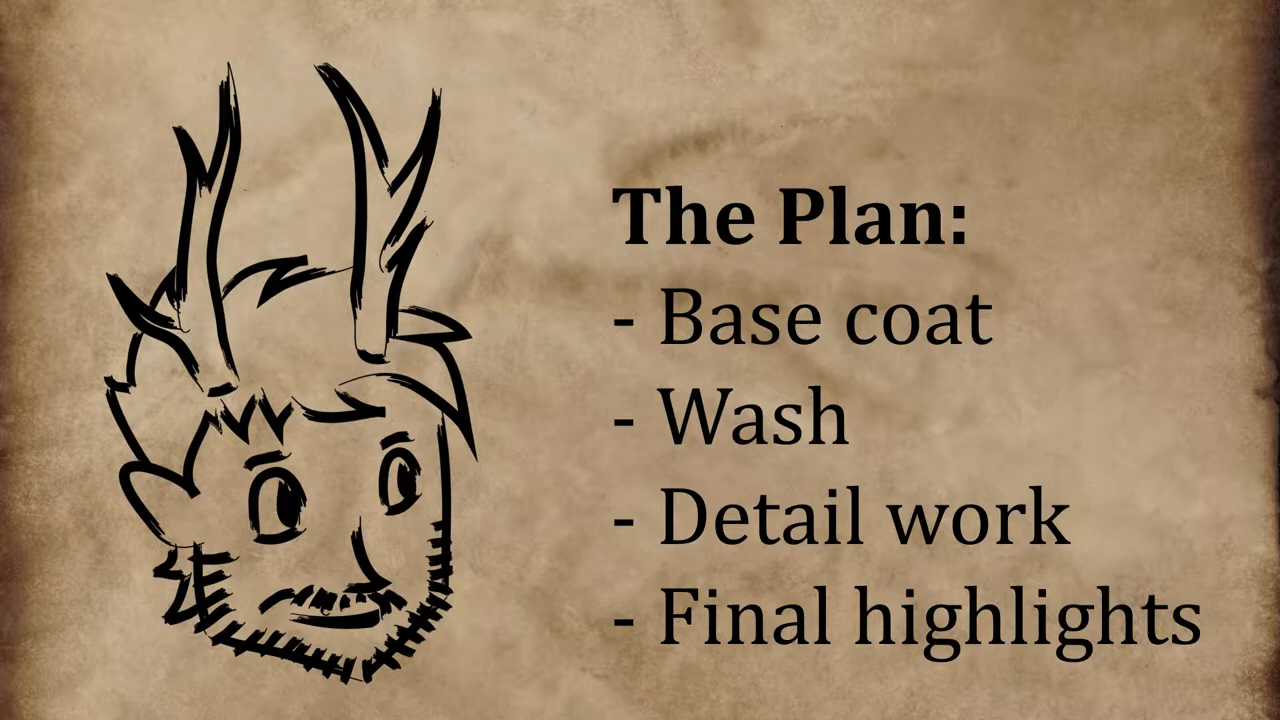 The Plan:
- Base coat
- Wash
- Detail work
- Final highlights